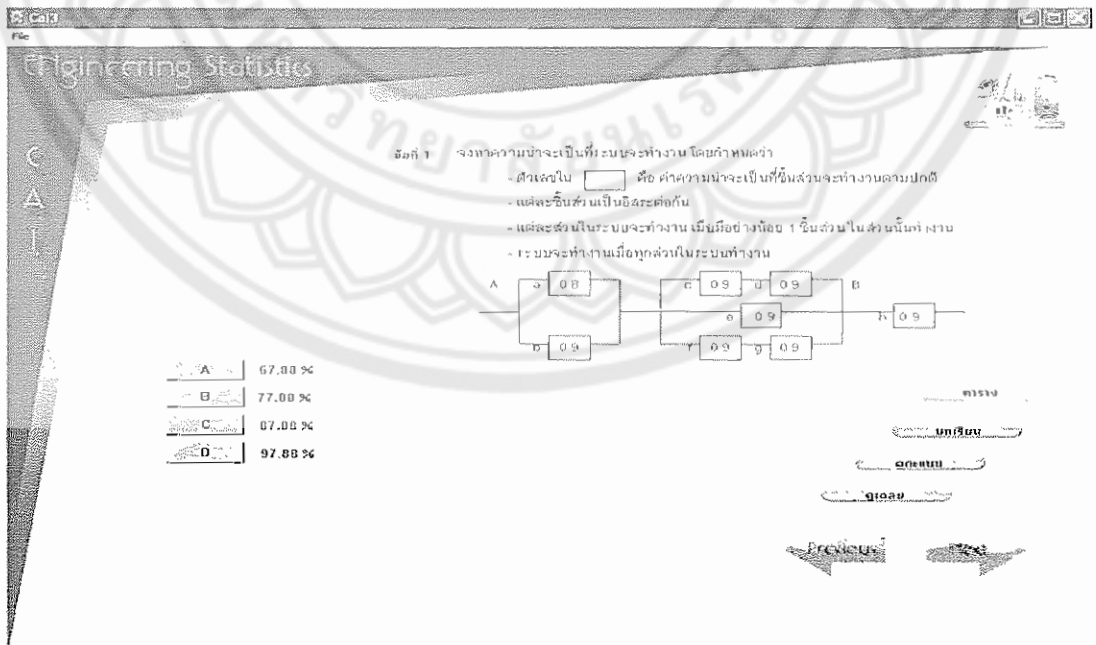 Cal3
File
Engineering Statistics
C
A
I
ข้อที่ 1 จงหาความน่าจะเป็นที่ระบบจะทำงาน โดยกำหนดว่า
- ตัวเลขใน คือ ค่าความน่าจะเป็นที่ชิ้นส่วนจะทำงานตามปกติ
- แต่ละชิ้นส่วนเป็นอิสระต่อกัน
- แต่ละส่วนในระบบจะทำงาน เมื่อมีอย่างน้อย 1 ชิ้นส่วนในส่วนนั้นทำงาน
- ระบบจะทำงานเมื่อทุกส่วนในระบบทำงาน
A a 0.8 c 0.9 d 0.9 B
e 0.9 h 0.9
b 0.9 f 0.9 g 0.9
A 67.88 %
B 77.88 %
C 87.88 %
D 97.88 %
ตาราง
บทเรียน
ดูคะแนน
ดูเฉลย
Previous Next